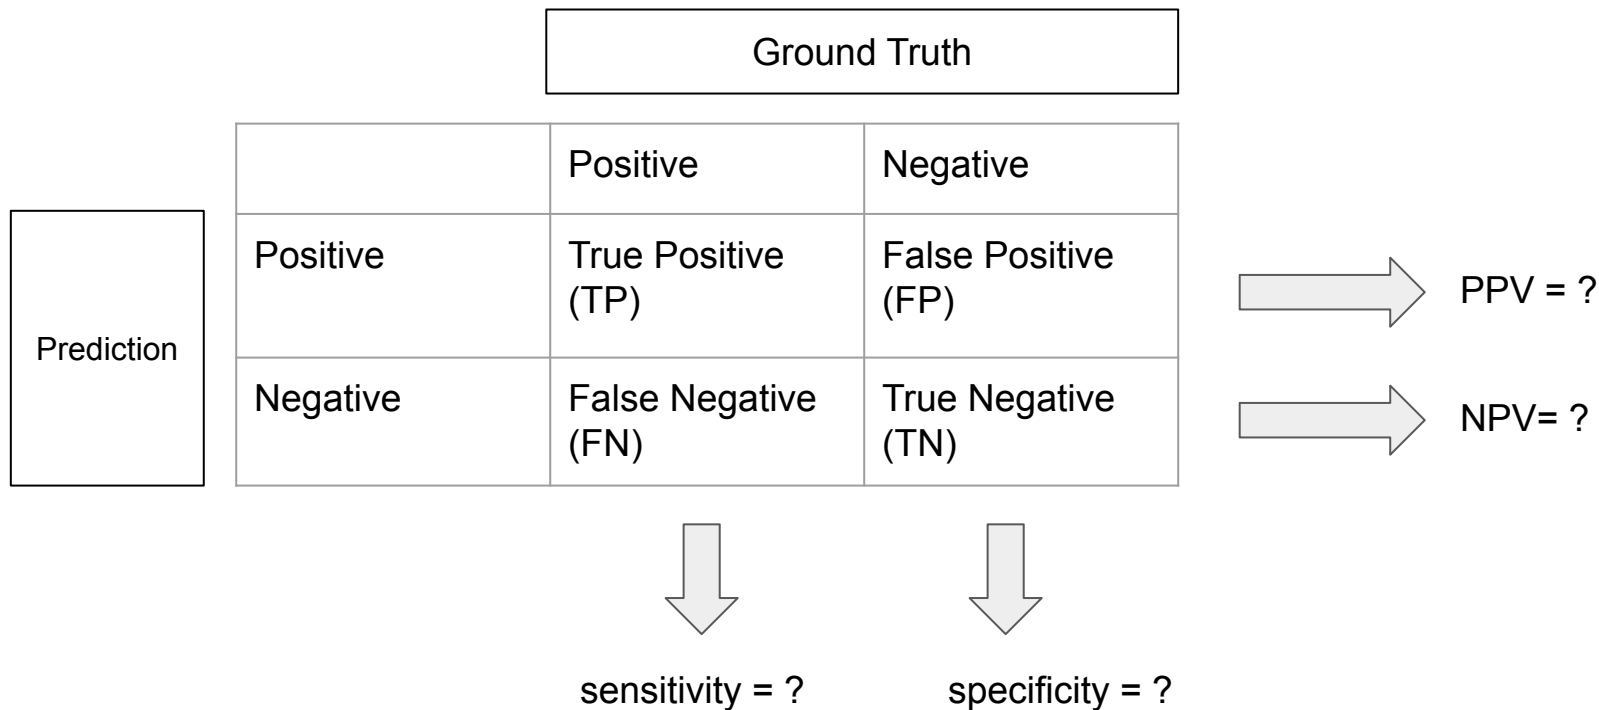 Ground Truth
Positive
Negative
Prediction
Positive
True Positive
(TP)
False Positive
(FP)
PPV = ?
Negative
False Negative
(FN)
True Negative
(TN)
NPV= ?
sensitivity = ?
specificity = ?